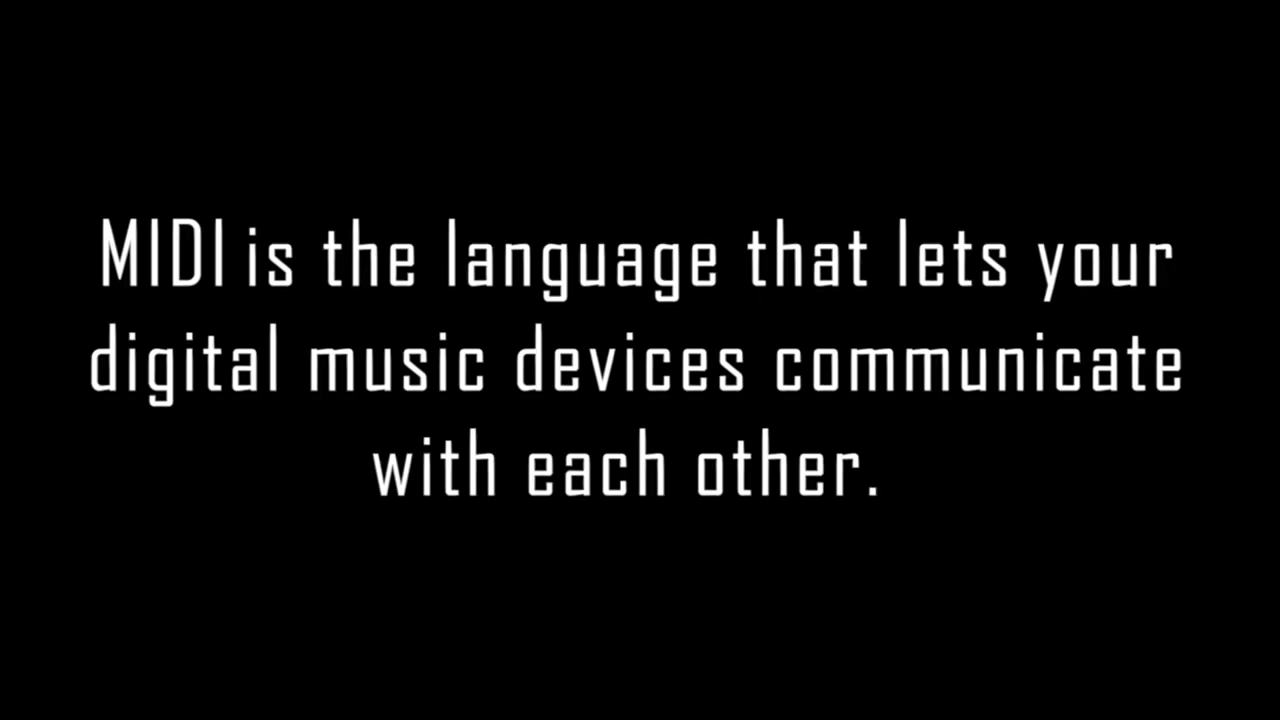 MIDI is the language that lets your
digital music devices communicate
with each other.